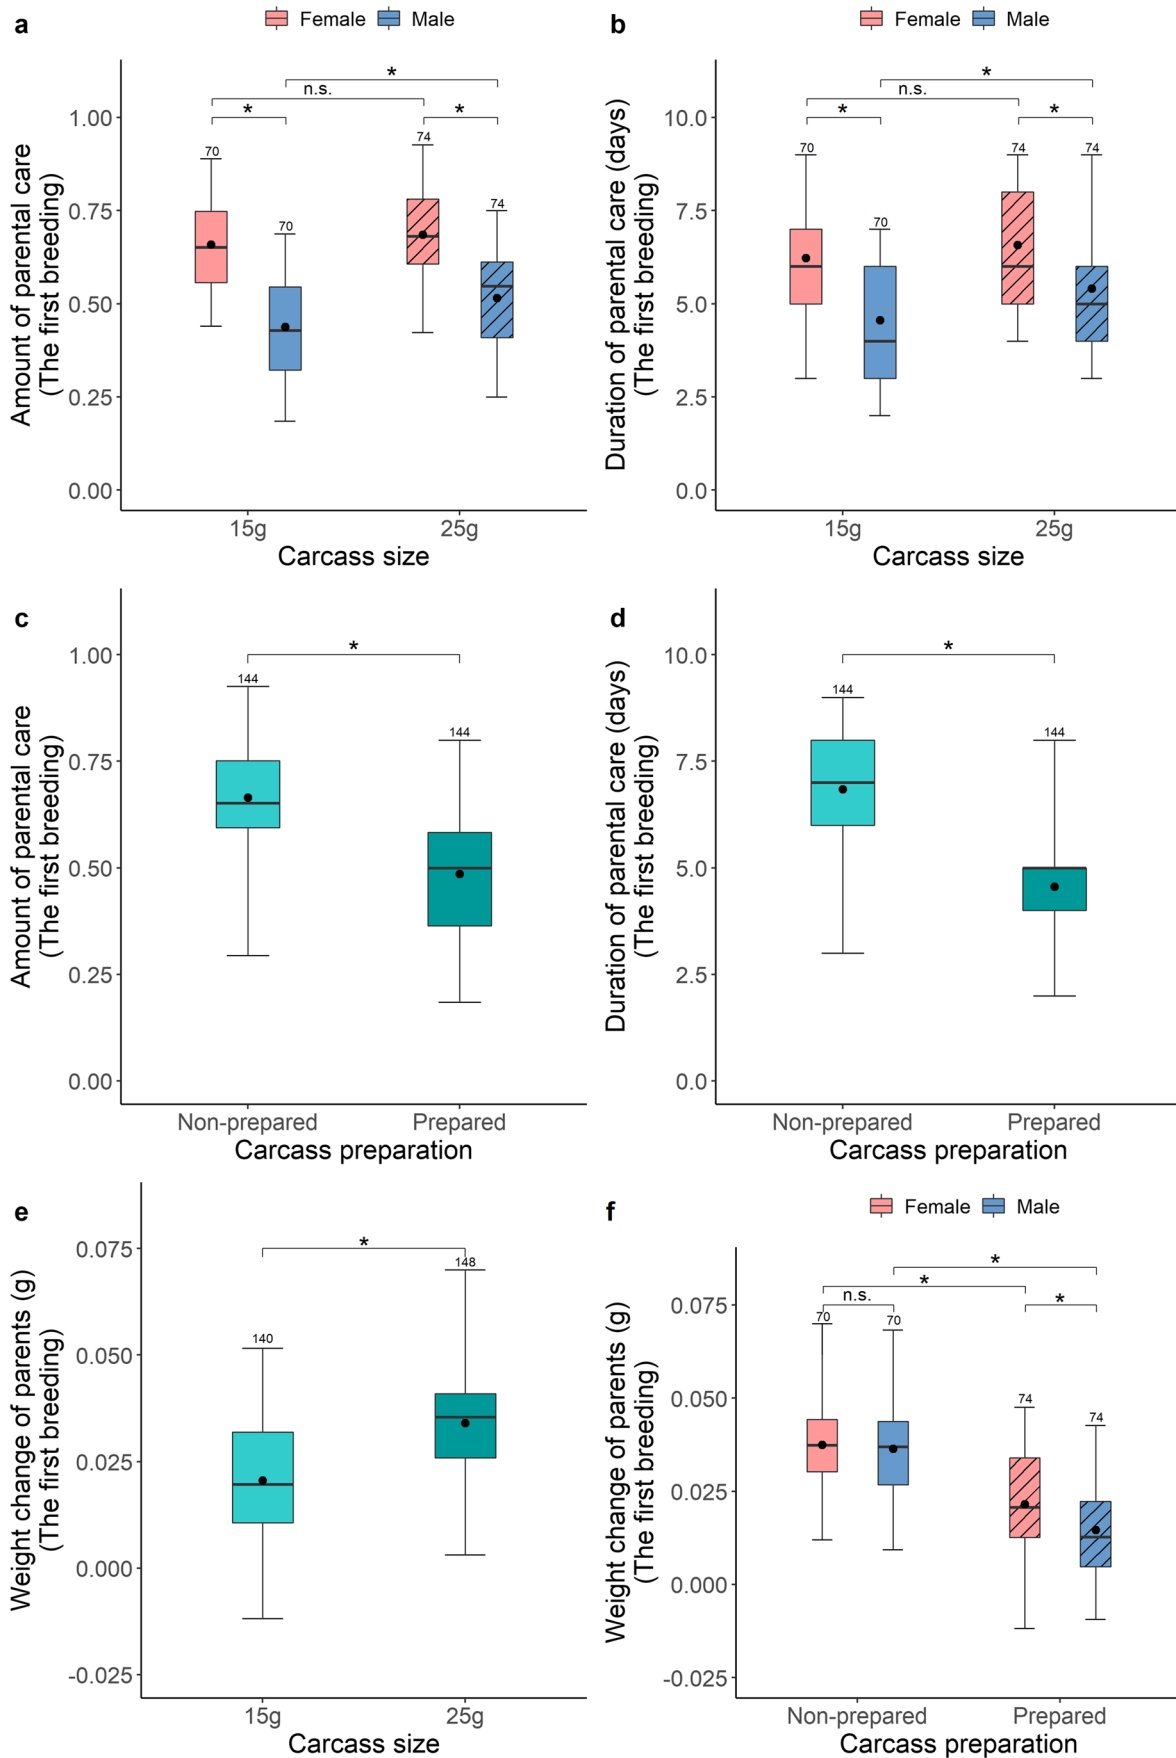 a
Female Male
Amount of parental care
(The first breeding)
1.00
0.75
0.50
0.25
0.00
*
n.s.
*
*
70
70
74
74
15g
25g
Carcass size
b
Female Male
Duration of parental care (days)
(The first breeding)
10.0
7.5
5.0
2.5
0.0
*
n.s.
*
*
70
70
74
74
15g
25g
Carcass size
c
Amount of parental care
(The first breeding)
1.00
0.75
0.50
0.25
0.00
*
144
144
Non-prepared
Prepared
Carcass preparation
d
Duration of parental care (days)
(The first breeding)
10.0
7.5
5.0
2.5
0.0
*
144
144
Non-prepared
Prepared
Carcass preparation
e
Weight change of parents (g)
(The first breeding)
0.075
0.050
0.025
0.000
-0.025
*
140
148
15g
25g
Carcass size
f
Female Male
Weight change of parents (g)
(The first breeding)
0.075
0.050
0.025
0.000
-0.025
*
*
n.s.
*
70
70
74
74
Non-prepared
Prepared
Carcass preparation